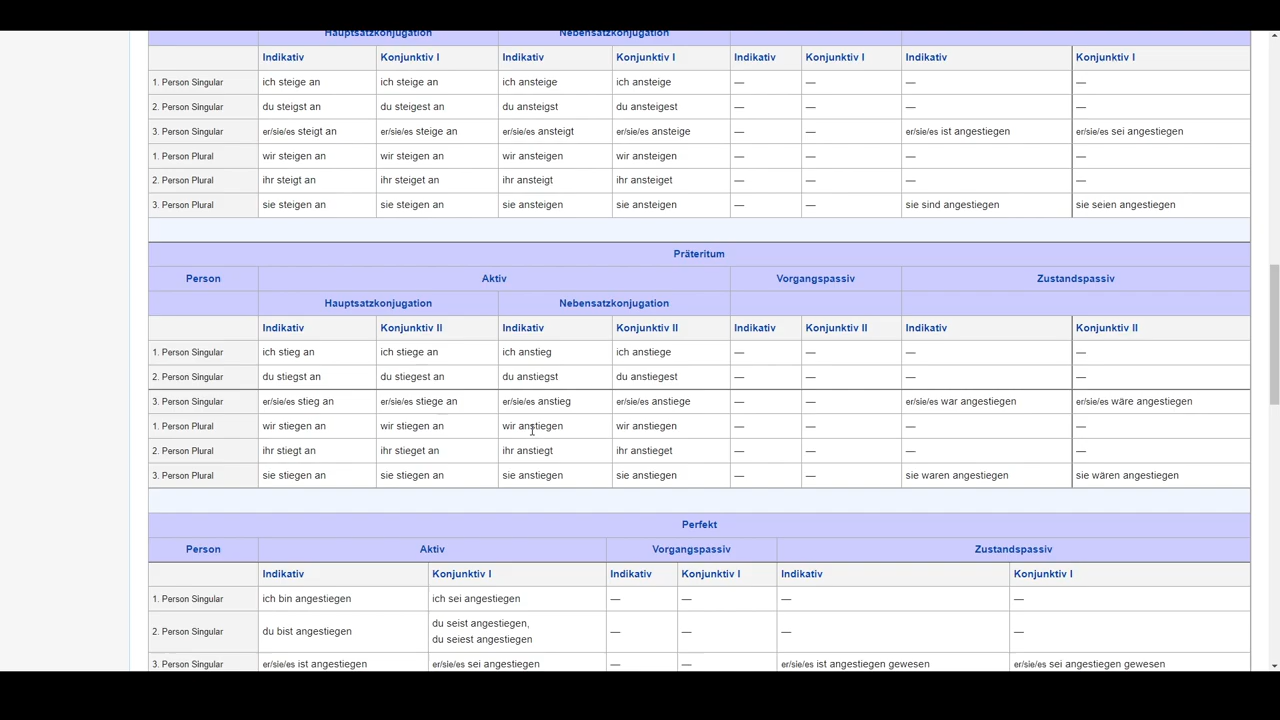 Hauptsatzkonjugation Nebensatzkonjugation
Indikativ Konjunktiv I Indikativ Konjunktiv I Indikativ Konjunktiv I Indikativ Konjunktiv I
1. Person Singular ich steige an ich steige an ich ansteige ich ansteige — — — —
2. Person Singular du steigst an du steigest an du ansteigst du ansteigest — — — —
3. Person Singular er/sie/es steigt an er/sie/es steige an er/sie/es ansteigt er/sie/es ansteige — — er/sie/es ist angestiegen er/sie/es sei angestiegen
1. Person Plural wir steigen an wir steigen an wir ansteigen wir ansteigen — — — —
2. Person Plural ihr steigt an ihr steiget an ihr ansteigt ihr ansteiget — — — —
3. Person Plural sie steigen an sie steigen an sie ansteigen sie ansteigen — — sie sind angestiegen sie seien angestiegen
Präteritum
Person Aktiv Vorgangspassiv Zustandspassiv
Hauptsatzkonjugation Nebensatzkonjugation
Indikativ Konjunktiv II Indikativ Konjunktiv II Indikativ Konjunktiv II Indikativ Konjunktiv II
1. Person Singular ich stieg an ich stiege an ich anstieg ich anstiege — — — —
2. Person Singular du stiegst an du stiegest an du anstiegst du anstiegest — — — —
3. Person Singular er/sie/es stieg an er/sie/es stiege an er/sie/es anstieg er/sie/es anstiege — — er/sie/es war angestiegen er/sie/es wäre angestiegen
1. Person Plural wir stiegen an wir stiegen an wir anstiegen wir anstiegen — — — —
2. Person Plural ihr stiegt an ihr stieget an ihr anstiegt ihr anstieget — — — —
3. Person Plural sie stiegen an sie stiegen an sie anstiegen sie anstiegen — — sie waren angestiegen sie wären angestiegen
Perfekt
Person Aktiv Vorgangspassiv Zustandspassiv
Indikativ Konjunktiv I Indikativ Konjunktiv I Indikativ Konjunktiv I
1. Person Singular ich bin angestiegen ich sei angestiegen — — — —
2. Person Singular du bist angestiegen du seist angestiegen, — — — —
du seiest angestiegen
3. Person Singular er/sie/es ist angestiegen er/sie/es sei angestiegen — — er/sie/es ist angestiegen gewesen er/sie/es sei angestiegen gewesen